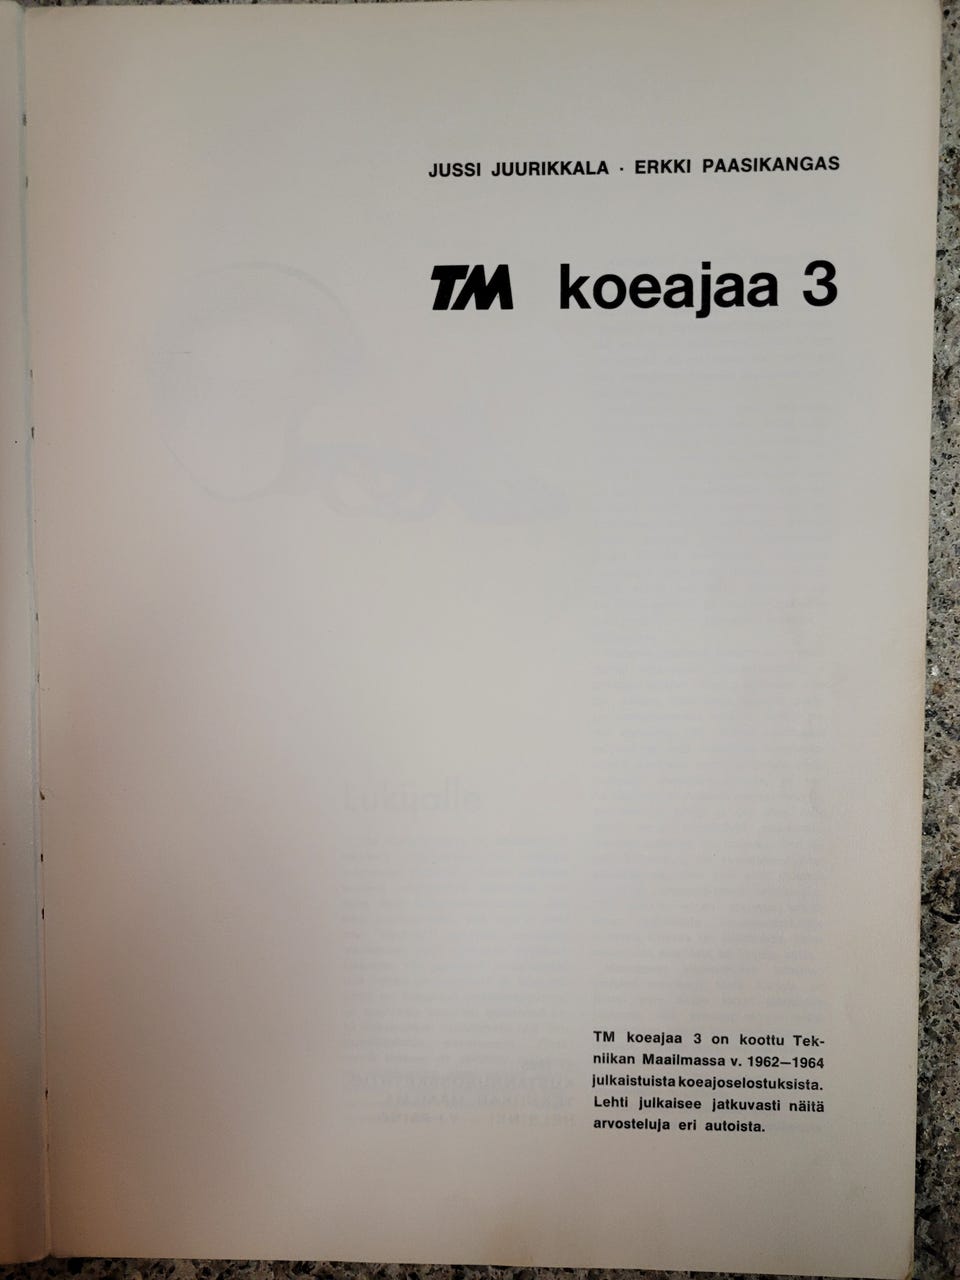 JUSSI JUURIKKALA · ERKKI PAASIKANGAS
TM koeajaa 3
TM koeajaa 3 on koottu Tek-
niikan Maailmassa v. 1962—1964
julkaistuista koeajoselostuksista.
Lehti julkaisee jatkuvasti näitä
arvosteluja eri autoista.